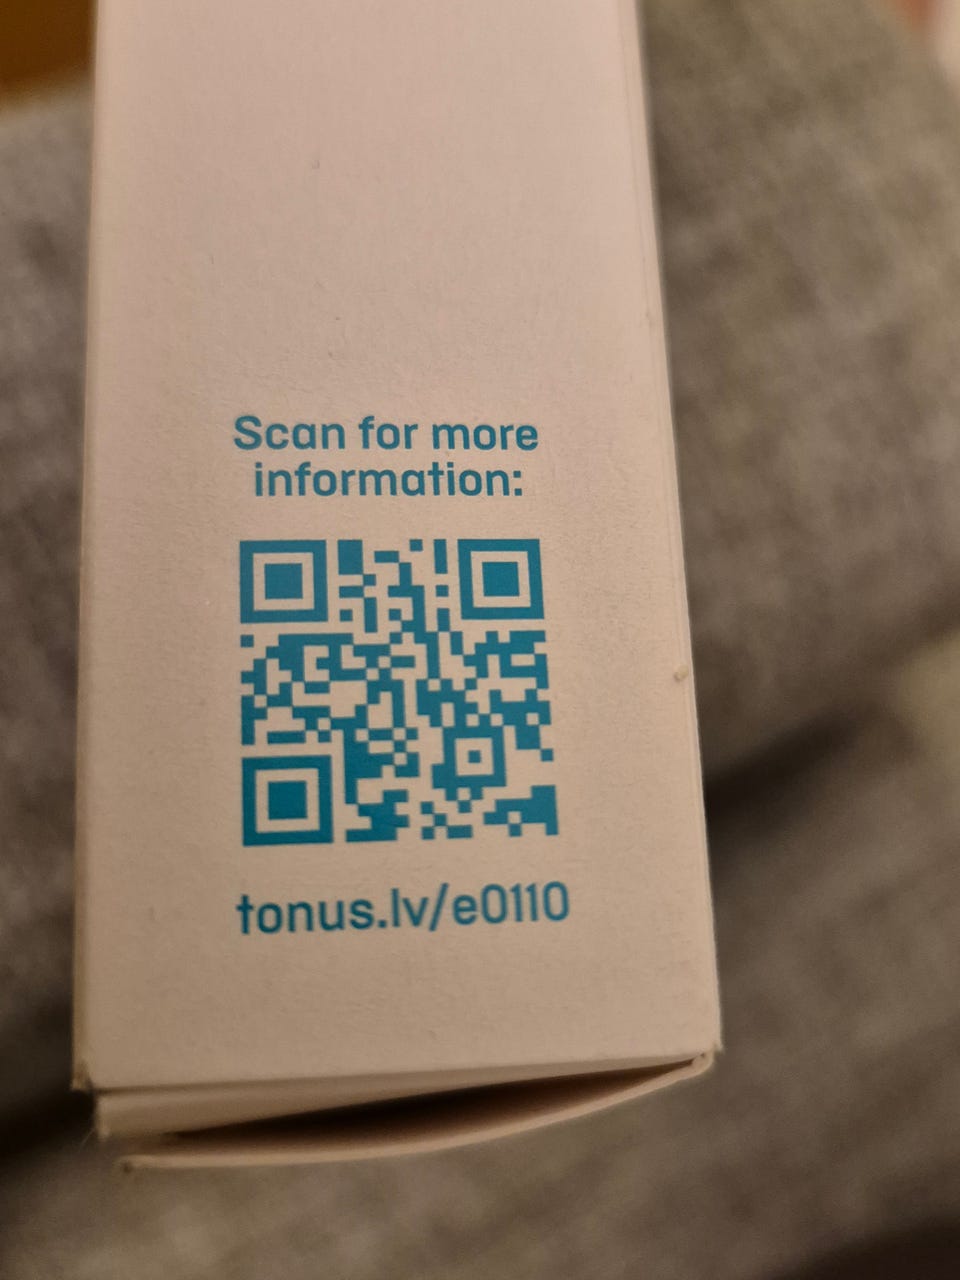 Scan for more
information:
tonus.lv/e0110